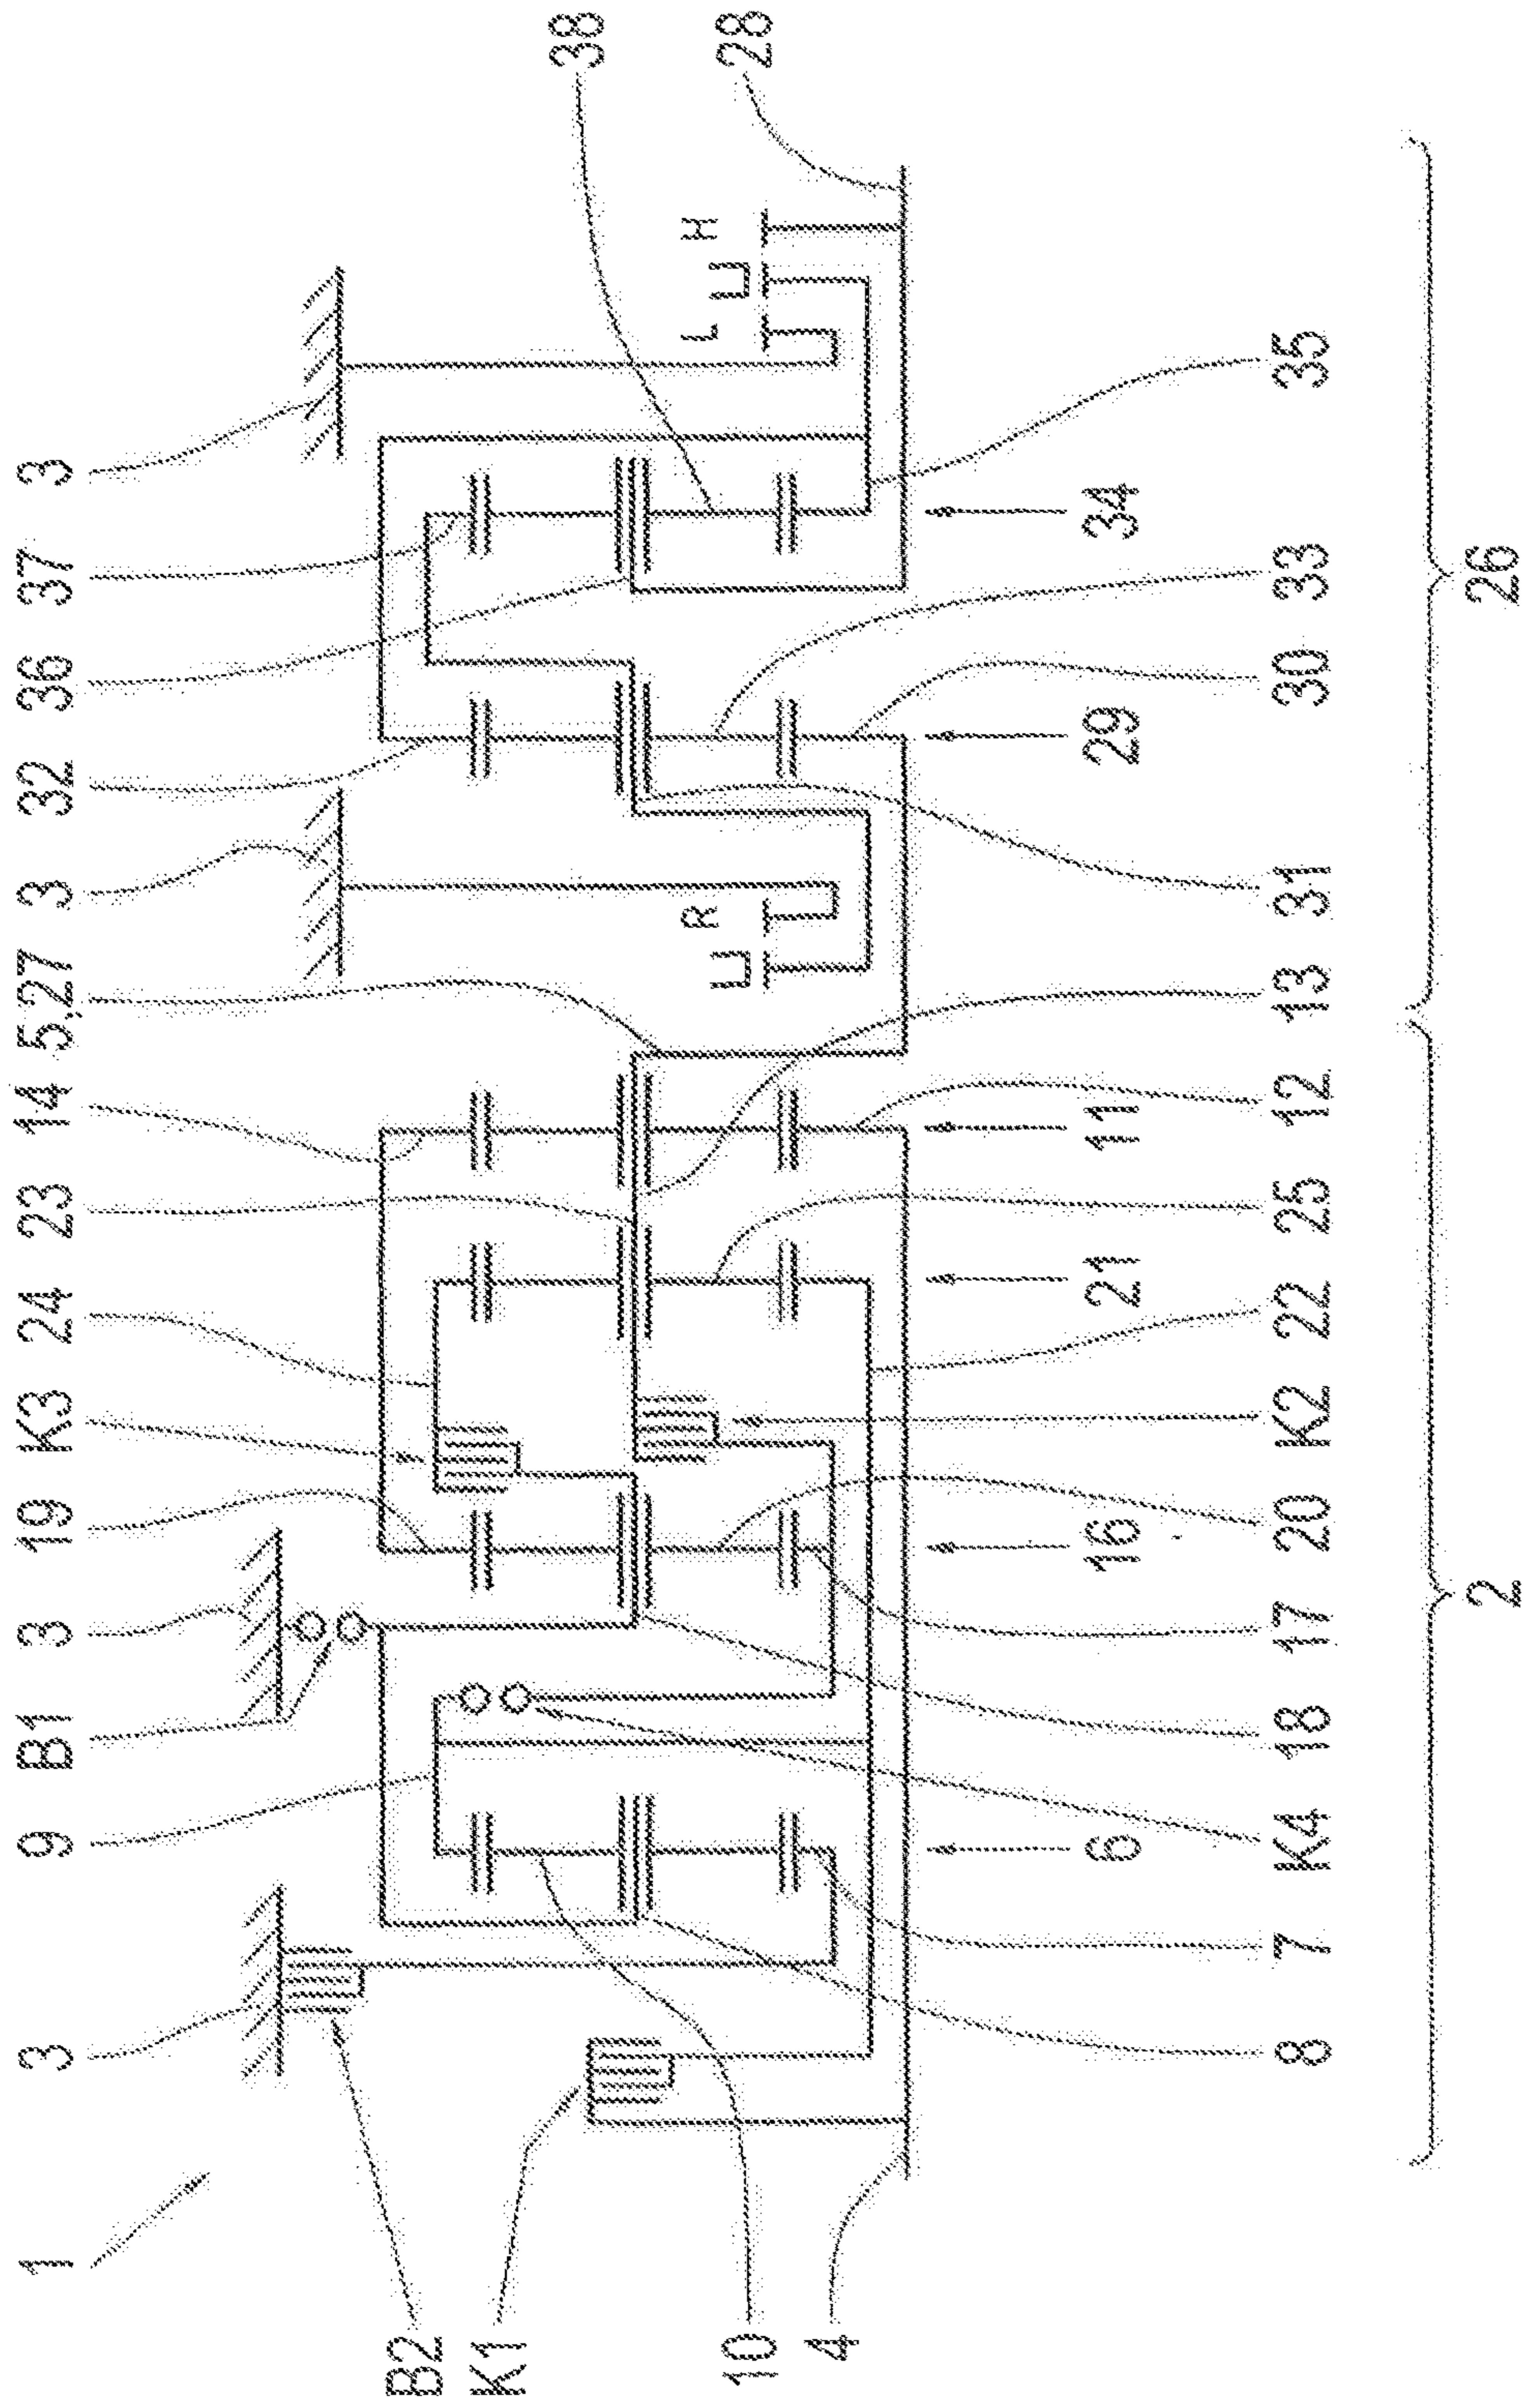 1 3 9 B1 3 19 K3 24 23 14 5,27 3 32 36 37 3
B2
K1
38
R L H
10 28
4
6 16 21 11 29 34
8 7 K4 18 17 20 K2 22 25 12 13 31 30 33 35
2 26